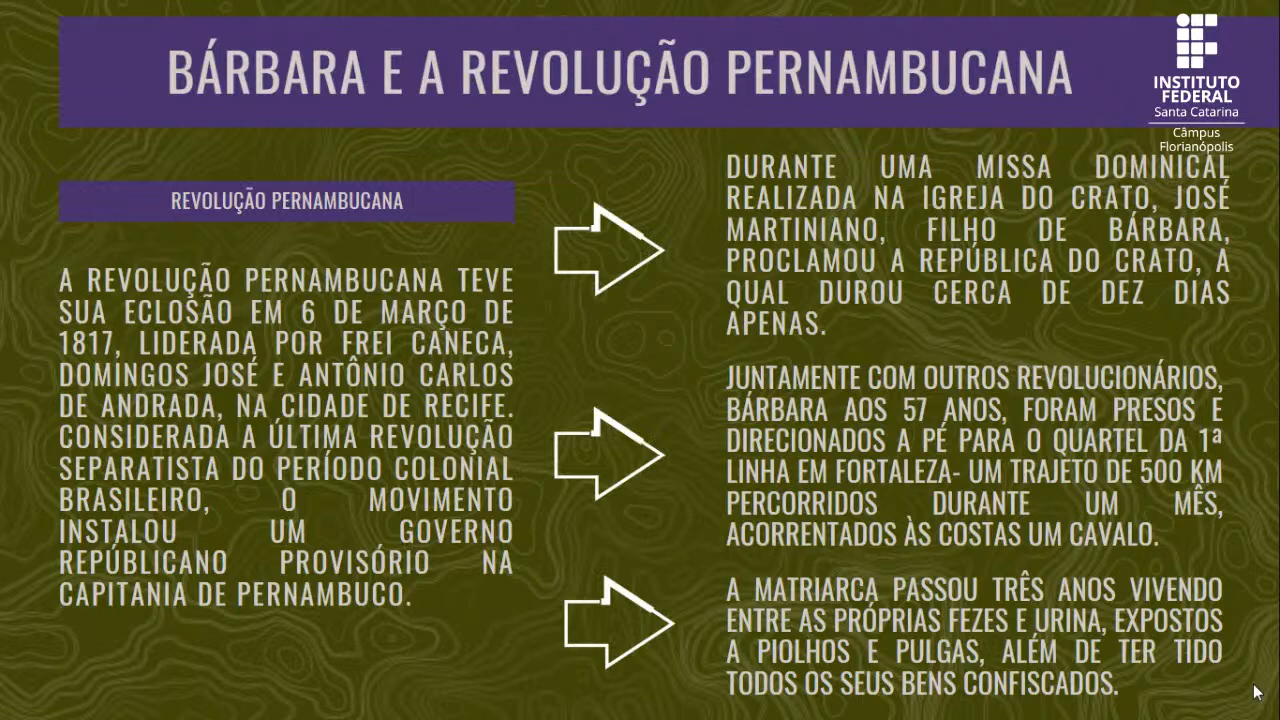 BÁRBARA E A REVOLUÇÃO PERNAMBUCANA
INSTITUTO
FEDERAL
Santa Catarina
Câmpus
Florianópolis
REVOLUÇÃO PERNAMBUCANA
A REVOLUÇÃO PERNAMBUCANA TEVE
SUA ECLOSÃO EM 6 DE MARÇO DE
1817, LIDERADA POR FREI CANECA,
DOMINGOS JOSÉ E ANTÔNIO CARLOS
DE ANDRADA, NA CIDADE DE RECIFE.
CONSIDERADA A ÚLTIMA REVOLUÇÃO
SEPARATISTA DO PERÍODO COLONIAL
BRASILEIRO, O MOVIMENTO
INSTALOU UM GOVERNO
REPÚBLICANO PROVISÓRIO NA
CAPITANIA DE PERNAMBUCO.
DURANTE UMA MISSA DOMINICAL
REALIZADA NA IGREJA DO CRATO, JOSÉ
MARTINIANO, FILHO DE BÁRBARA,
PROCLAMOU A REPÚBLICA DO CRATO, A
QUAL DUROU CERCA DE DEZ DIAS
APENAS.
JUNTAMENTE COM OUTROS REVOLUCIONÁRIOS,
BÁRBARA AOS 57 ANOS, FORAM PRESOS E
DIRECIONADOS A PÉ PARA O QUARTEL DA 1ª
LINHA EM FORTALEZA- UM TRAJETO DE 500 KM
PERCORRIDOS DURANTE UM MÊS,
ACORRENTADOS ÀS COSTAS UM CAVALO.
A MATRIARCA PASSOU TRÊS ANOS VIVENDO
ENTRE AS PRÓPRIAS FEZES E URINA, EXPOSTOS
A PIOLHOS E PULGAS, ALÉM DE TER TIDO
TODOS OS SEUS BENS CONFISCADOS.